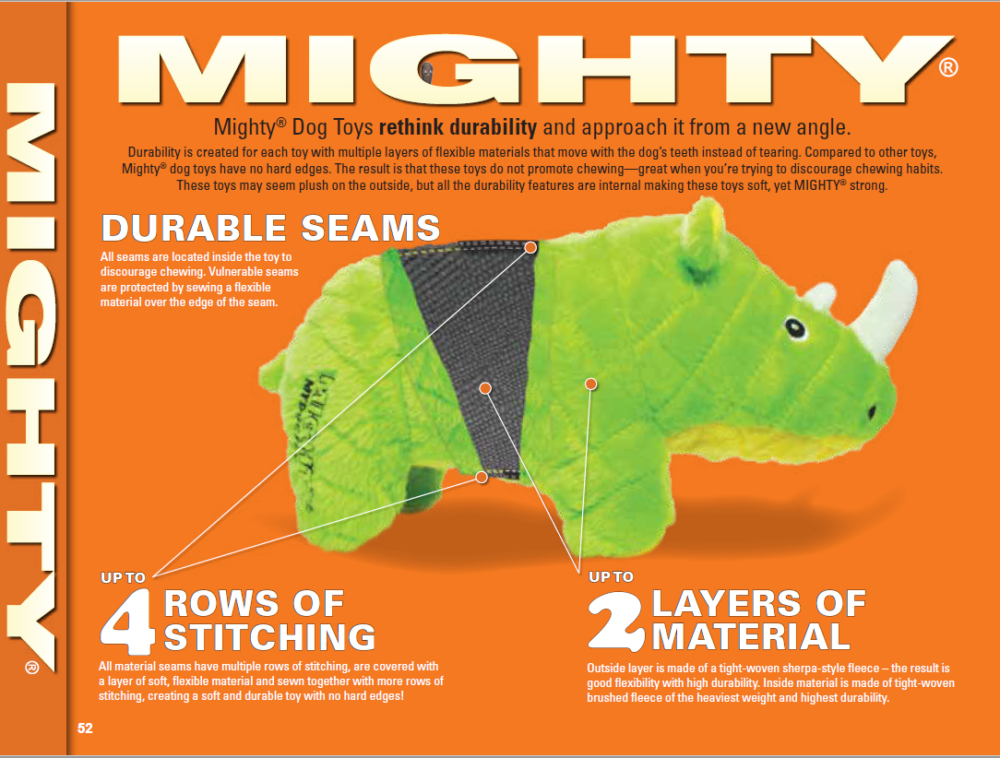 MIGHTY®
MIGHTY®
Mighty® Dog Toys rethink durability and approach it from a new angle.
Durability is created for each toy with multiple layers of flexible materials that move with the dog's teeth instead of tearing. Compared to other toys,
Mighty® dog toys have no hard edges. The result is that these toys do not promote chewing—great when you're trying to discourage chewing habits.
These toys may seem plush on the outside, but all the durability features are internal making these toys soft, yet MIGHTY® strong.
DURABLE SEAMS
All seams are located inside the toy to
discourage chewing. Vulnerable seams
are protected by sewing a flexible
material over the edge of the seam.
UP TO
4 ROWS OF
STITCHING
All material seams have multiple rows of stitching, are covered with
a layer of soft, flexible material and sewn together with more rows of
stitching, creating a soft and durable toy with no hard edges!
UP TO
2 LAYERS OF
MATERIAL
Outside layer is made of a tight-woven sherpa-style fleece – the result is
good flexibility with high durability. Inside material is made of tight-woven
brushed fleece of the heaviest weight and highest durability.
52